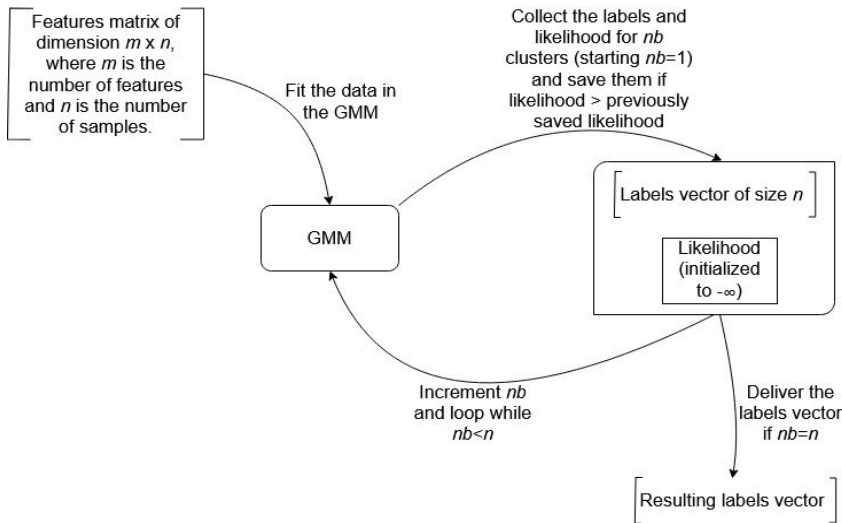 Features matrix of
dimension m x n,
where m is the
number of features
and n is the number
of samples.
Fit the data in
the GMM
Collect the labels and
likelihood for nb
clusters (starting nb=1)
and save them if
likelihood > previously
saved likelihood
GMM
Labels vector of size n
Likelihood
(initialized
to -∞)
Increment nb
and loop while
nb<n
Deliver the
labels vector
if nb=n
Resulting labels vector